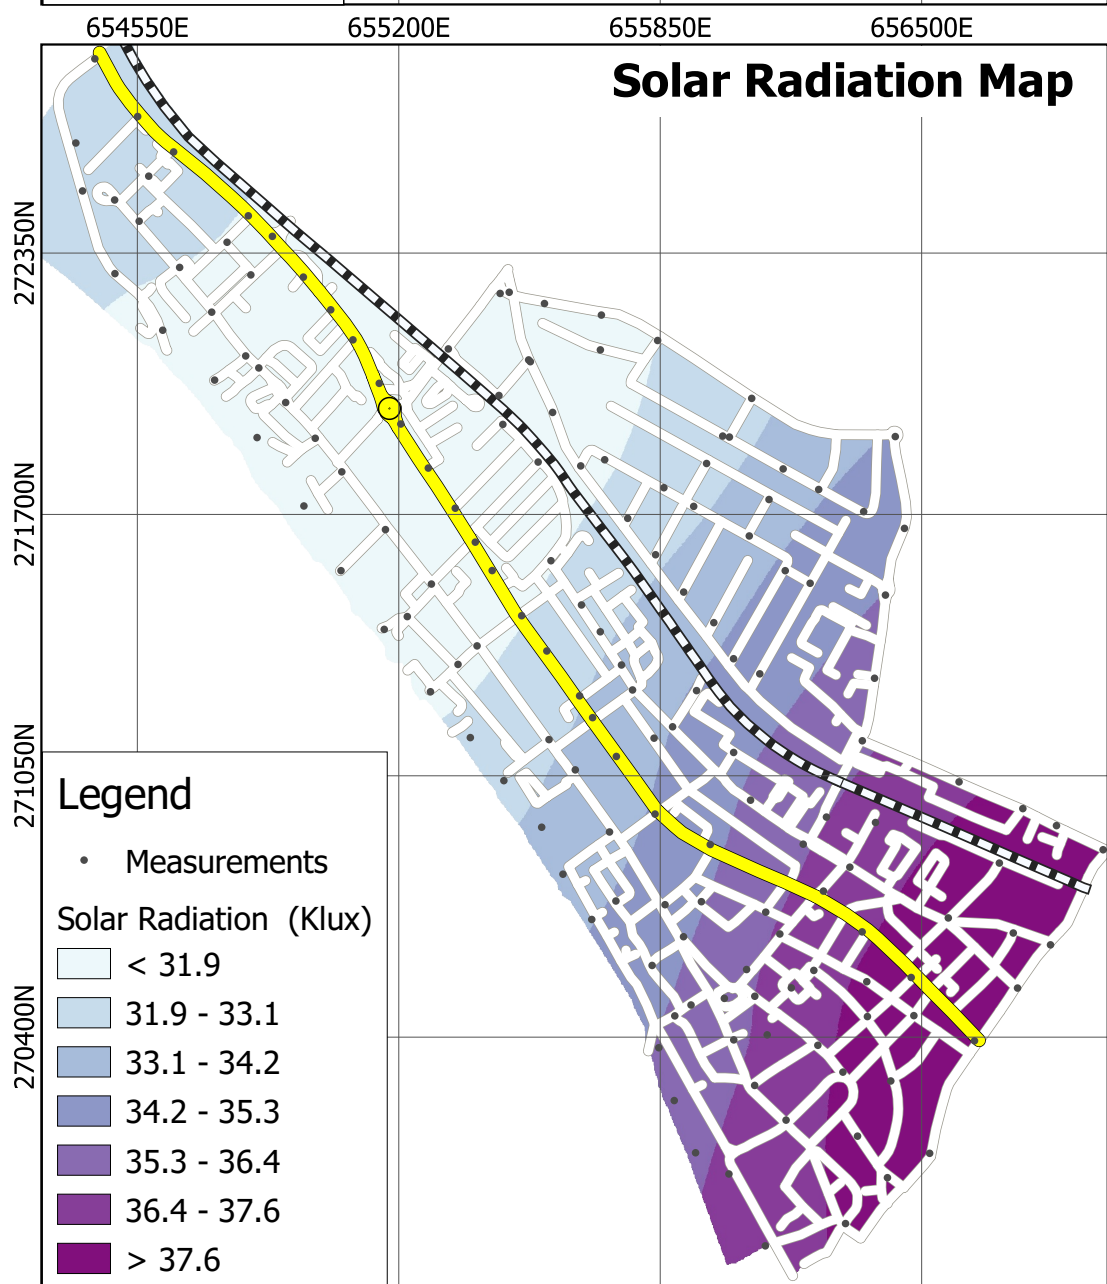 654550E 655200E 655850E 656500E
Solar Radiation Map
272350N
271700N
271050N
270400N
Legend
Measurements
Solar Radiation (Klux)
< 31.9
31.9 - 33.1
33.1 - 34.2
34.2 - 35.3
35.3 - 36.4
36.4 - 37.6
> 37.6